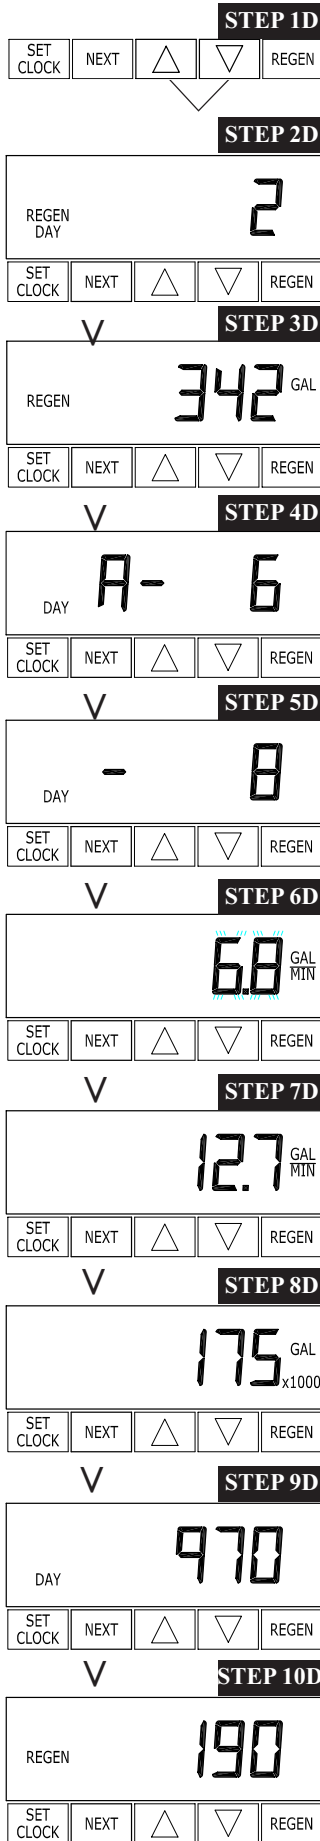 STEP 1D
SET CLOCK NEXT REGEN
STEP 2D
REGEN DAY 2
SET CLOCK NEXT REGEN
STEP 3D
REGEN 342 GAL
SET CLOCK NEXT REGEN
STEP 4D
DAY A- 6
SET CLOCK NEXT REGEN
STEP 5D
DAY - 8
SET CLOCK NEXT REGEN
STEP 6D
6.8 GAL MIN
SET CLOCK NEXT REGEN
STEP 7D
12.7 GAL MIN
SET CLOCK NEXT REGEN
STEP 8D
175 GAL x1000
SET CLOCK NEXT REGEN
STEP 9D
DAY 970
SET CLOCK NEXT REGEN
STEP 10D
REGEN 190
SET CLOCK NEXT REGEN